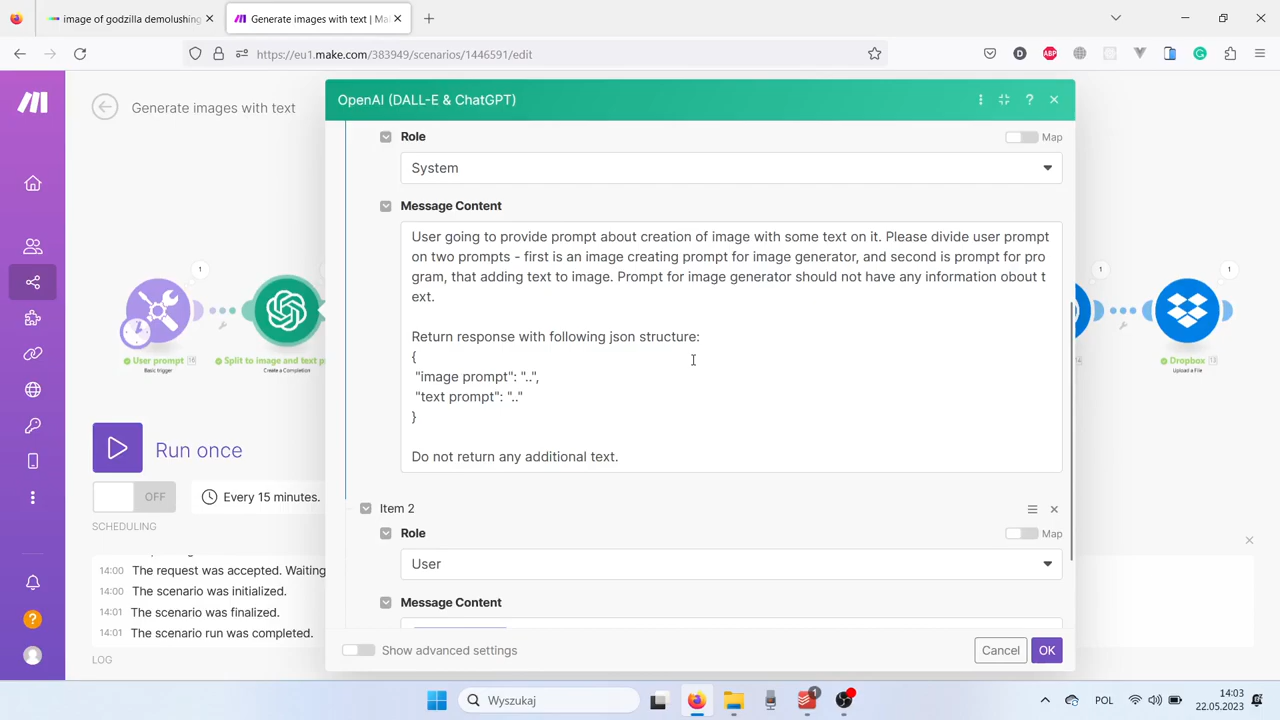 image of godzilla demolushing
Generate images with text | Ma
https://eu1.make.com/383949/scenarios/1446591/edit
Generate images with text
OpenAI (DALL-E & ChatGPT)
Role
Map
System
Message Content
User going to provide prompt about creation of image with some text on it. Please divide user prompt
on two prompts - first is an image creating prompt for image generator, and second is prompt for pro
gram, that adding text to image. Prompt for image generator should not have any information obout t
ext.
Return response with following json structure:
{
"image prompt": "..",
"text prompt": ".."
}
Do not return any additional text.
Item 2
Role
Map
User
Message Content
Show advanced settings
Cancel
OK
1
1
1
1
User prompt 16
Basic trigger
Split to image and text p
Create a Completion
Dropbox 13
Upload a File
Run once
OFF
Every 15 minutes.
SCHEDULING
14:00 The request was accepted. Waiting
14:00 The scenario was initialized.
14:01 The scenario was finalized.
14:01 The scenario run was completed.
LOG
Wyszukaj
1
POL
14:03
22.05.2023